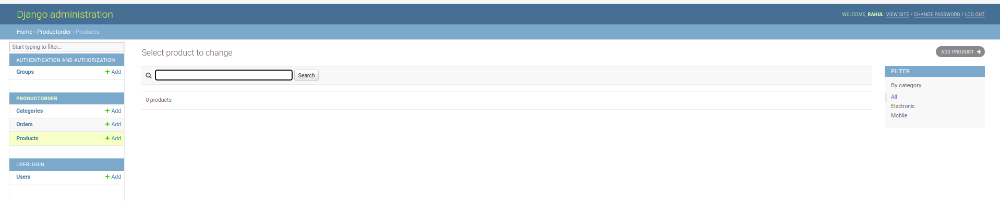 Django administration
WELCOME, RAHUL. VIEW SITE / CHANGE PASSWORD / LOG OUT
Home › Productorder › Products
Start typing to filter…
AUTHENTICATION AND AUTHORIZATION
Groups Add
PRODUCTORDER
Categories Add
Orders Add
Products Add
USERLOGIN
Users Add
Select product to change
ADD PRODUCT
Search
0 products
FILTER
By category
All
Electronic
Mobile